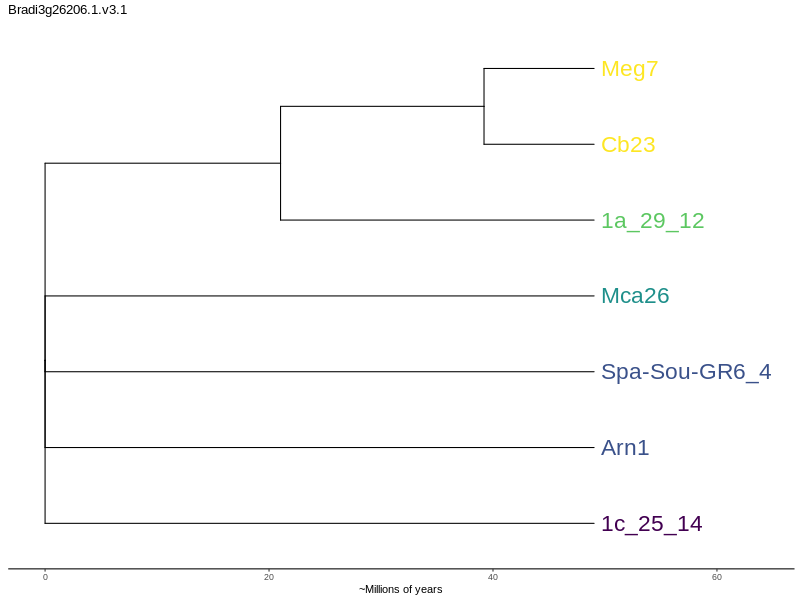 Bradi3g26206.1.v3.1
Meg7
Cb23
1a_29_12
Mca26
Spa-Sou-GR6_4
Arn1
1c_25_14
0 20 40 60
~Millions of years